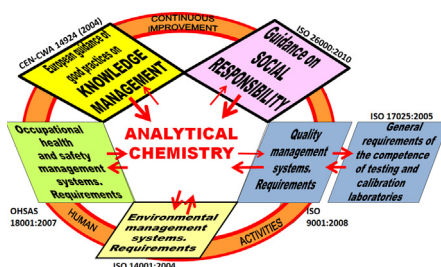 CEN-CWA 14924 (2004)
CONTINUOUS
IMPROVEMENT
ISO 26000:2010
European guidance of
good practices on
KNOWLEDGE
MANAGEMENT
Guidance on
SOCIAL
RESPONSIBILITY
ISO 17025:2005
Occupational
health
and safety
management
systems.
Requirements
ANALYTICAL
CHEMISTRY
Quality
management
systems.
Requirements
General
requirements of
the competence
of testing and
calibration
laboratories
OHSAS
18001:2007
HUMAN
Environmental
management
systems.
Requirements
ACTIVITIES
ISO
9001:2008
ISO 14001:2004